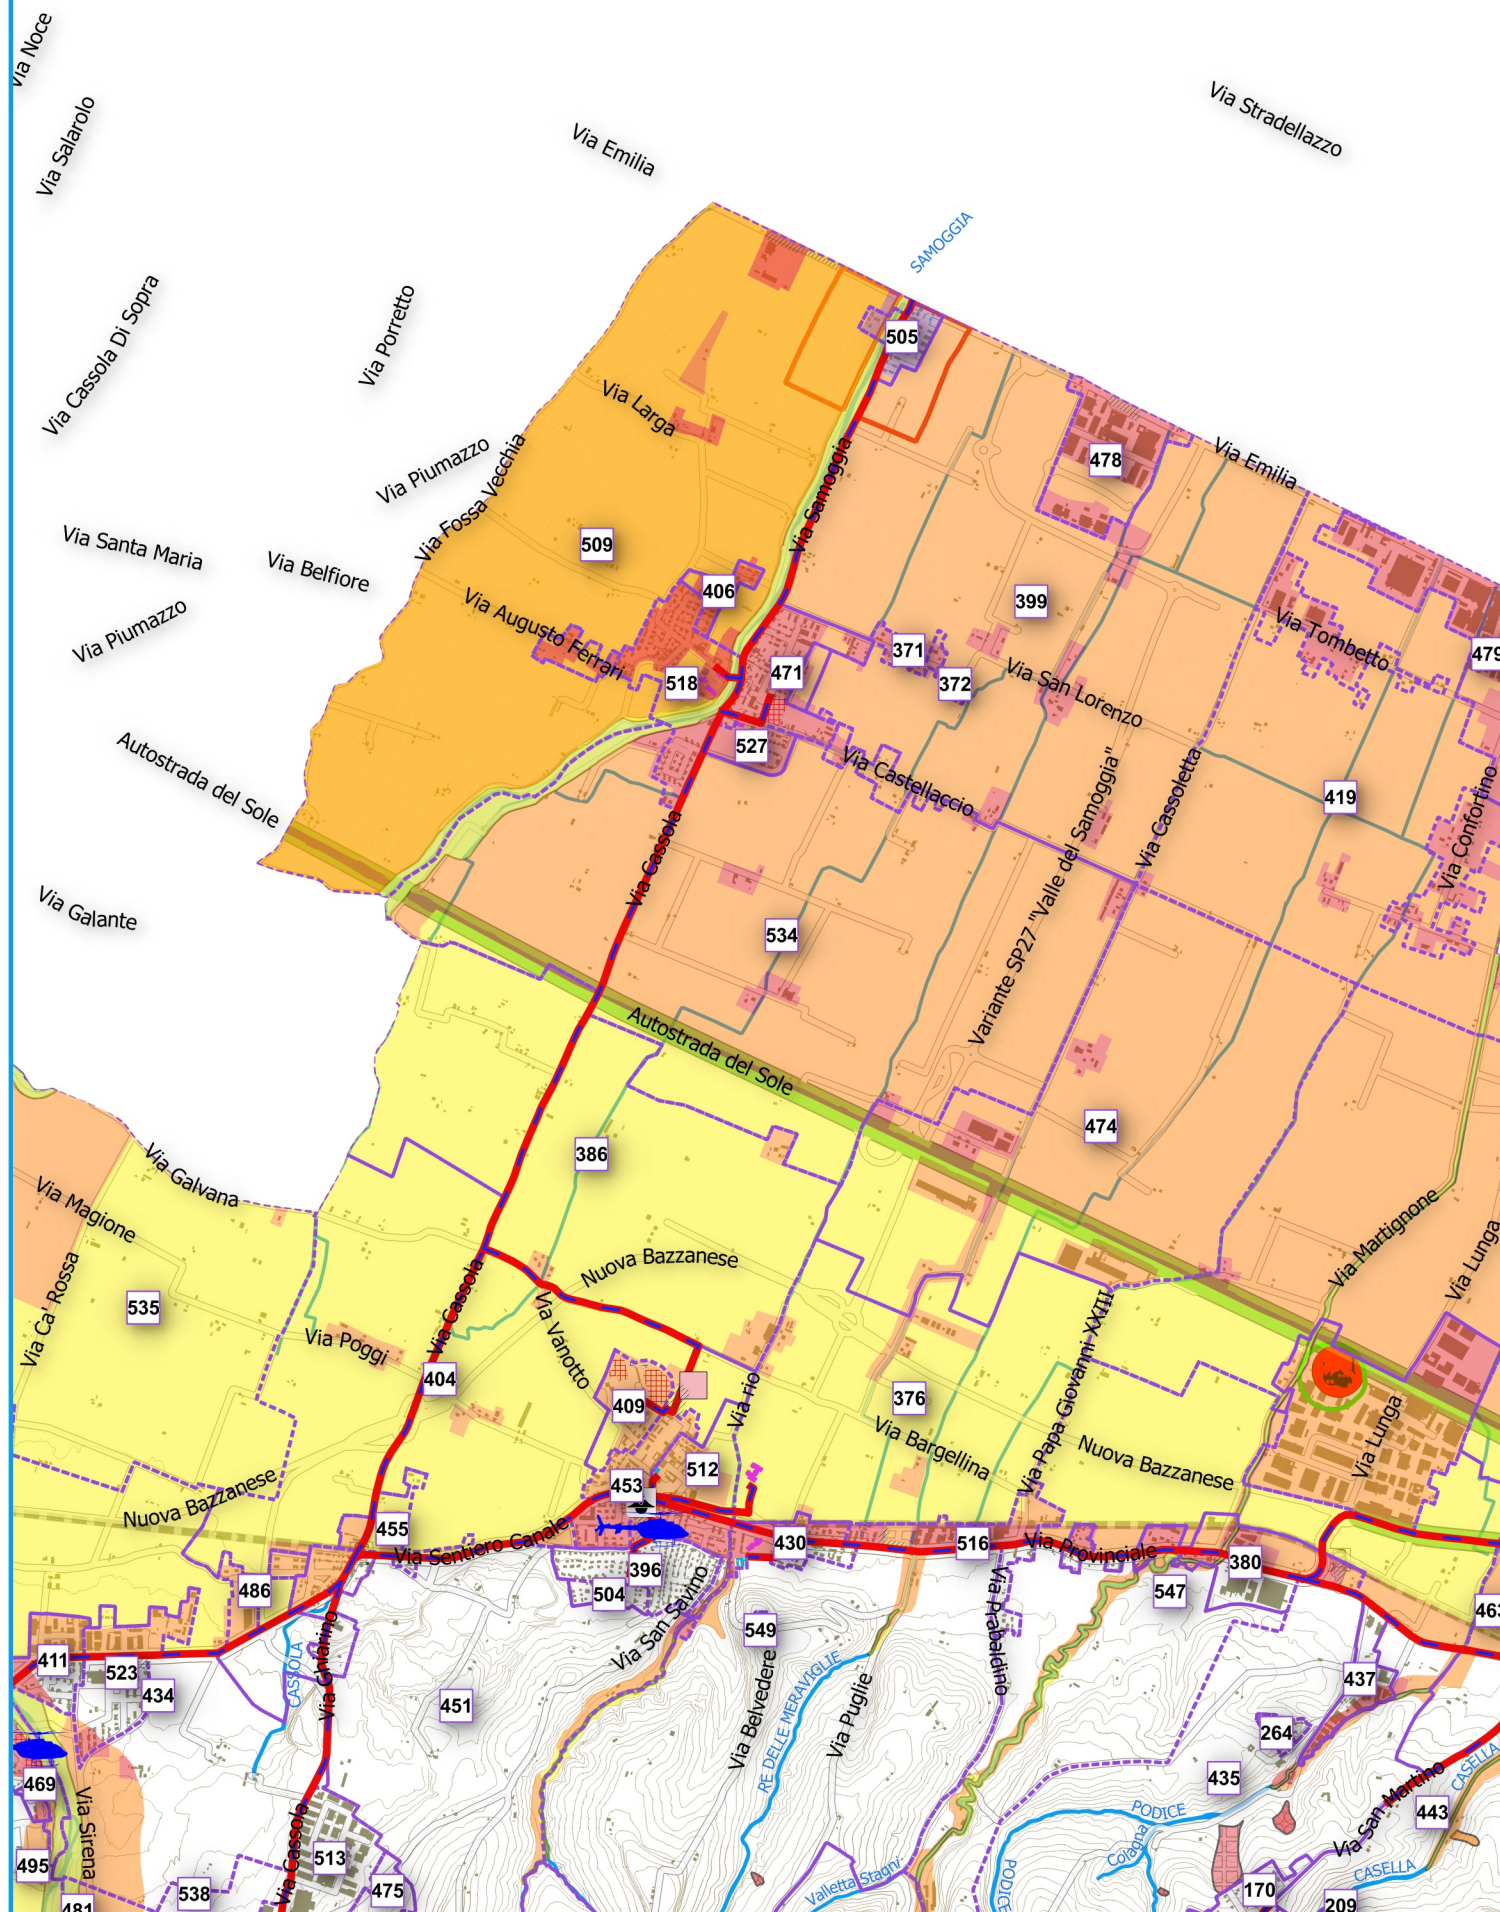 Via Noce
Via Salarolo
Via Stradellazzo
Via Emilia
SAMOGGIA
Via Cassola Di Sopra
Via Porretto
505
Via Larga
Via Piumazzo
Via Fossa Vecchia
Via Samoggia
478
Via Emilia
Via Santa Maria
Via Belfiore
509
406
399
Via Piumazzo
Via Augusto Ferrari
518
471
371
372
Via San Lorenzo
Via Tombetto
479
527
Autostrada del Sole
Via Castellaccio
Via Cassoletta
419
Via Confortino
Via Cassola
Variante SP27 "Valle del Samoggia"
Via Galante
534
Autostrada del Sole
386
474
Via Galvana
Via Magione
Via Ca' Rossa
535
Nuova Bazzanese
Via Martignone
Via Lunga
Via Cassola
Via Vanotto
Via Poggi
404
409
Via rio
376
Via Papa Giovanni XXIII
Via Bargellina
Nuova Bazzanese
Via Lunga
512
453
Nuova Bazzanese
455
Via Sentiero Canale
430
516
Via Provinciale
380
486
396
504
Via San Savino
547
463
411
523
434
CASSOLA
Via Ghiarino
451
549
Via Belvedere
RE DELLE MERAVIGLIE
Via Puglie
Via Prabaldino
437
264
435
469
Via Sirena
PODICE
Coiagna
Via San Martino
CASELLA
443
495
Via Cassola
513
538
475
481
Valletta Stagni
PODICE
CASELLA
170
209